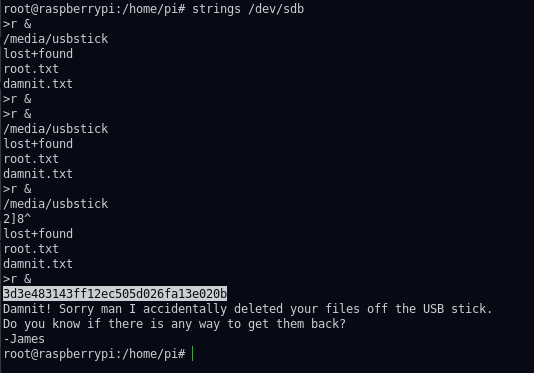 root@raspberrypi:/home/pi# strings /dev/sdb
>r &
/media/usbstick
lost+found
root.txt
damnit.txt
>r &
>r &
/media/usbstick
lost+found
root.txt
damnit.txt
>r &
/media/usbstick
2]8^
lost+found
root.txt
damnit.txt
>r &
3d3e483143ff12ec505d026fa13e020b
Damnit! Sorry man I accidentally deleted your files off the USB stick.
Do you know if there is any way to get them back?
-James
root@raspberrypi:/home/pi#